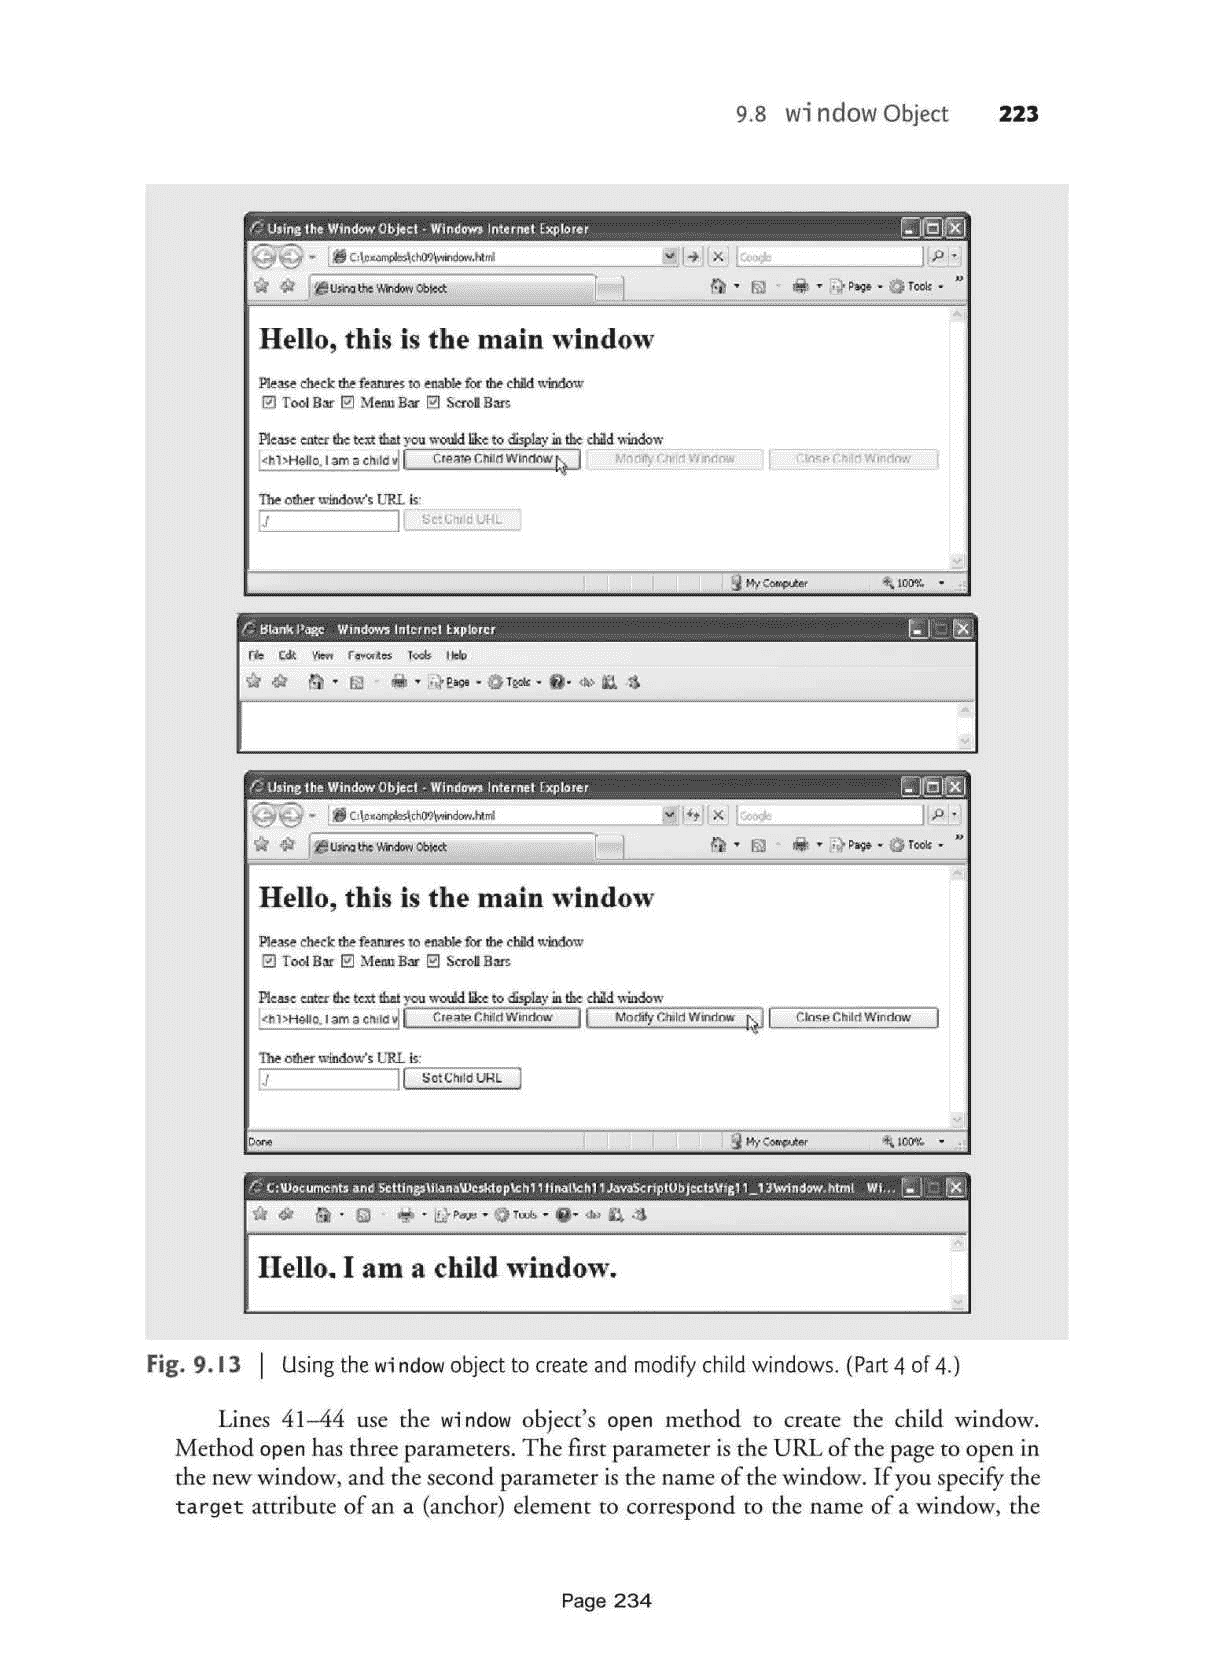 9.8 window Object 223
Using the Window Object - Windows Internet Explorer
C:\examples\ch09\window.html
Google
Using the Window Object
Page Tools
Hello, this is the main window
Please check the features to enable for the child window
Tool Bar Menu Bar Scroll Bars
Please enter the text that you would like to display in the child window
<h1>Hello, I am a child w Create Child Window Modify Child Window Close Child Window
The other window's URL is:
./ Set Child URL
My Computer 100%
Blank Page - Windows Internet Explorer
File Edit View Favorites Tools Help
Page Tools
Using the Window Object - Windows Internet Explorer
C:\examples\ch09\window.html
Google
Using the Window Object
Page Tools
Hello, this is the main window
Please check the features to enable for the child window
Tool Bar Menu Bar Scroll Bars
Please enter the text that you would like to display in the child window
<h1>Hello, I am a child w Create Child Window Modify Child Window Close Child Window
The other window's URL is:
./ Set Child URL
Done My Computer 100%
C:\Documents and Settings\ilana\Desktop\ch11final\ch11JavaScriptObjects\fig11_13\window.html - Wi...
Page Tools
Hello, I am a child window.
Fig. 9.13 | Using the window object to create and modify child windows. (Part 4 of 4.)
Lines 41–44 use the window object's open method to create the child window.
Method open has three parameters. The first parameter is the URL of the page to open in
the new window, and the second parameter is the name of the window. If you specify the
target attribute of an a (anchor) element to correspond to the name of a window, the
Page 234